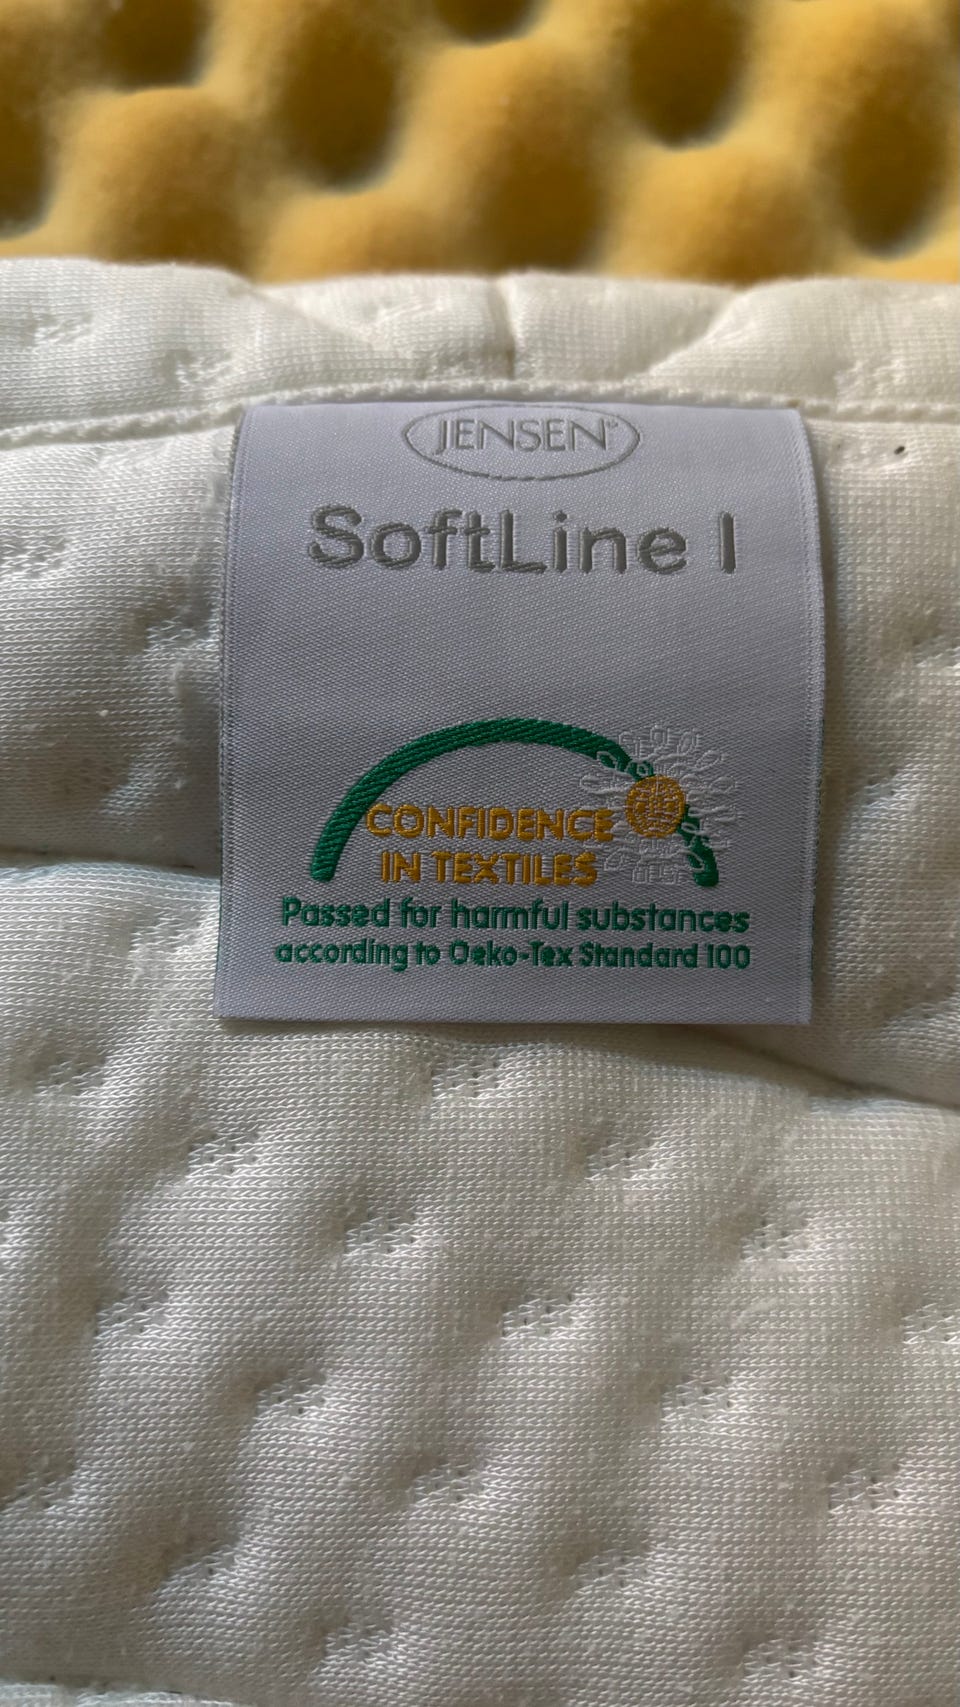 JENSEN®
SoftLine I
CONFIDENCE
IN TEXTILES
Passed for harmful substances
according to Oeko-Tex Standard 100